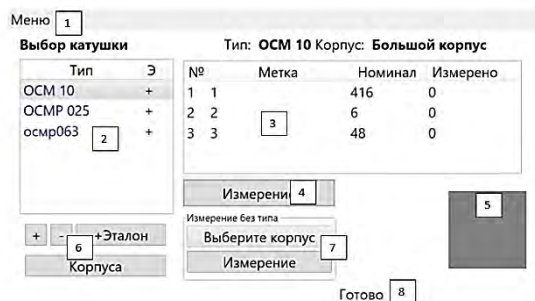 Меню 1
Выбор катушки
Тип: ОСМ 10 Корпус: Большой корпус
Тип Э
ОСМ 10 +
ОСМР 025 +
осмр063 +
2
№ Метка Номинал Измерено
1 1 416 0
2 2 6 0
3 3 48 0
3
Измерени 4
5
Измерение без типа
Выберите корпус
7
Измерение
+ - +Эталон
6
Корпуса
Готово 8